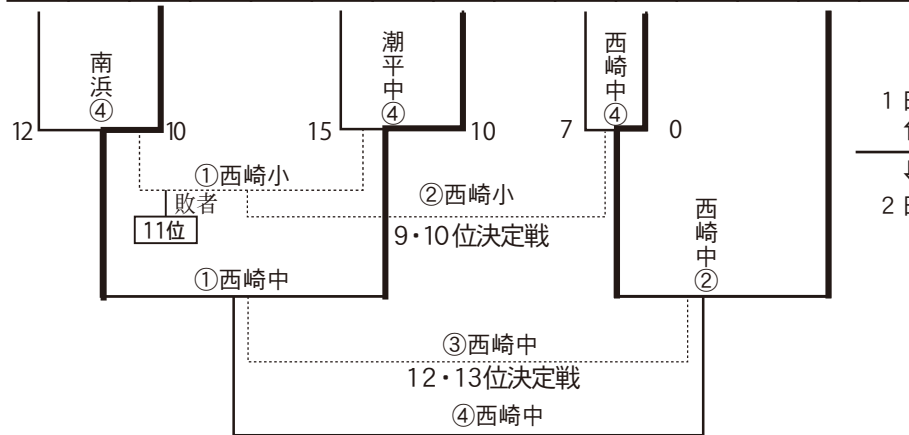 南浜④
潮平中④
西崎中④
12
10
15
10
7
0
1日
①西崎小
②西崎小
2日
敗者
11位
9・10位決定戦
西崎中②
①西崎中
③西崎中
12・13位決定戦
④西崎中